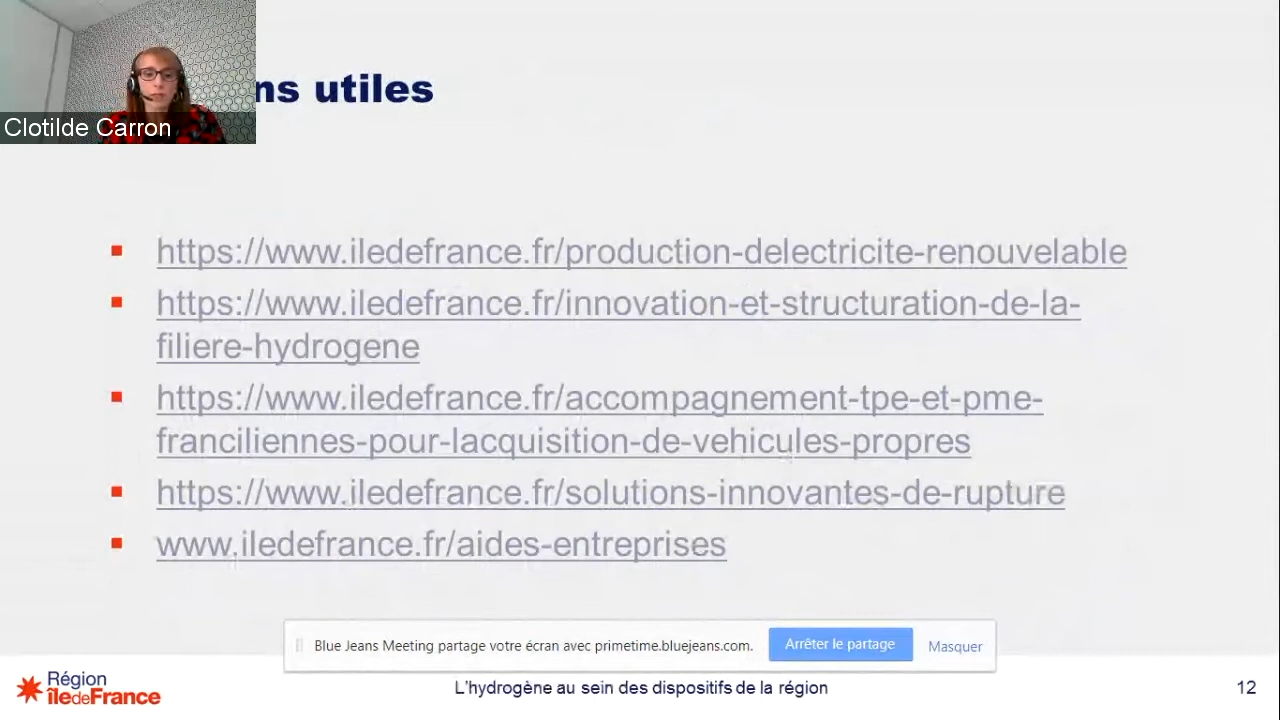 ns utiles
Clotilde Carron
https://www.iledefrance.fr/production-delectricite-renouvelable
https://www.iledefrance.fr/innovation-et-structuration-de-la-
filiere-hydrogene
https://www.iledefrance.fr/accompagnement-tpe-et-pme-
franciliennes-pour-lacquisition-de-vehicules-propres
https://www.iledefrance.fr/solutions-innovantes-de-rupture
www.iledefrance.fr/aides-entreprises
Blue Jeans Meeting partage votre écran avec primetime.bluejeans.com.
Arrêter le partage
Masquer
Région
îledeFrance
L'hydrogène au sein des dispositifs de la région
12